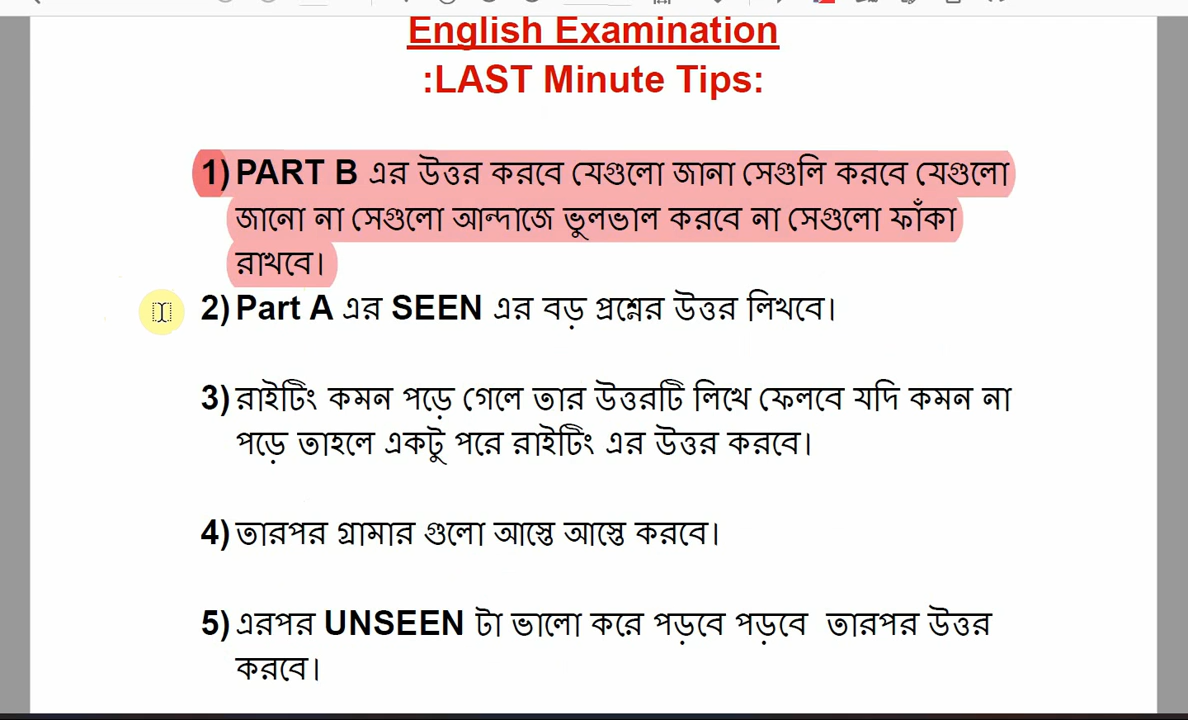 English Examination
:LAST Minute Tips:
1) PART B এর উত্তর করবে যেগুলো জানা সেগুলি করবে যেগুলো
জানো না সেগুলো আন্দাজে ভুলভাল করবে না সেগুলো ফাঁকা
রাখবে।
2) Part A এর SEEN এর বড় প্রশ্নের উত্তর লিখবে।
3) রাইটিং কমন পড়ে গেলে তার উত্তরটি লিখে ফেলবে যদি কমন না
পড়ে তাহলে একটু পরে রাইটিং এর উত্তর করবে।
4) তারপর গ্রামার গুলো আস্তে আস্তে করবে।
5) এরপর UNSEEN টা ভালো করে পড়বে পড়বে তারপর উত্তর
করবে।